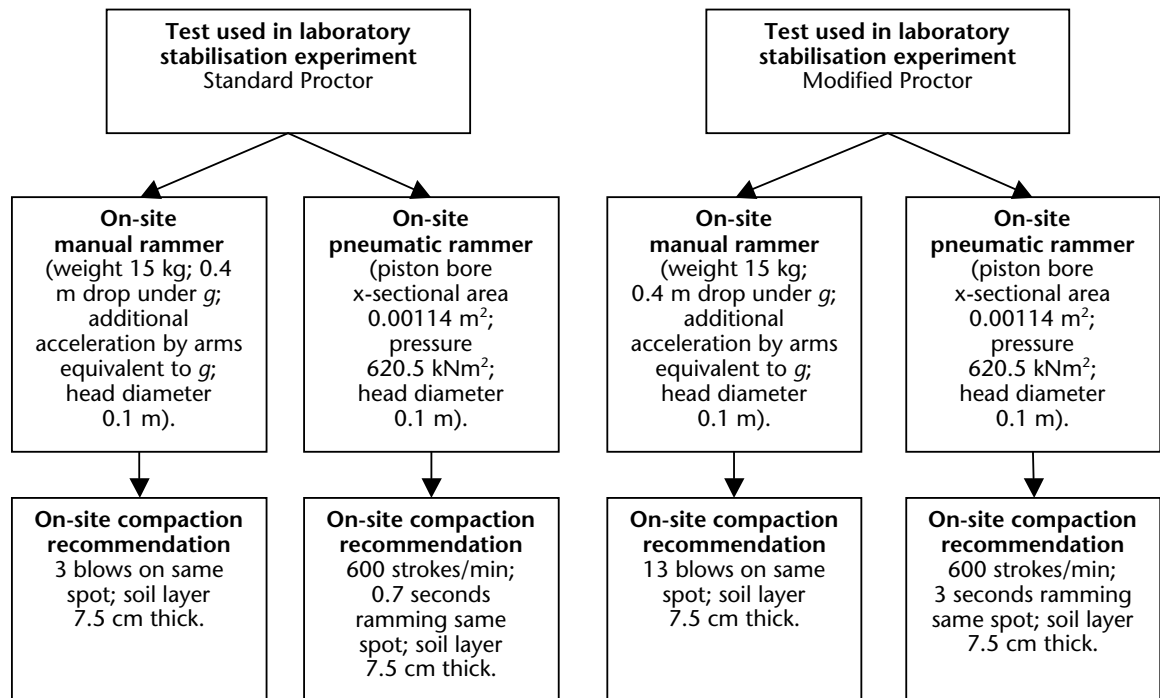 Test used in laboratory
stabilisation experiment
Standard Proctor
Test used in laboratory
stabilisation experiment
Modified Proctor
On-site
manual rammer
(weight 15 kg; 0.4
m drop under g;
additional
acceleration by arms
equivalent to g;
head diameter
0.1 m).
On-site
pneumatic rammer
(piston bore
x-sectional area
0.00114 m²;
pressure
620.5 kNm²;
head diameter
0.1 m).
On-site
manual rammer
(weight 15 kg;
0.4 m drop under g;
additional
acceleration by arms
equivalent to g;
head diameter
0.1 m).
On-site
pneumatic rammer
(piston bore
x-sectional area
0.00114 m²;
pressure
620.5 kNm²;
head diameter
0.1 m).
On-site compaction
recommendation
3 blows on same
spot; soil layer
7.5 cm thick.
On-site compaction
recommendation
600 strokes/min;
0.7 seconds
ramming same
spot; soil layer
7.5 cm thick.
On-site compaction
recommendation
13 blows on same
spot; soil layer
7.5 cm thick.
On-site compaction
recommendation
600 strokes/min;
3 seconds ramming
same spot; soil layer
7.5 cm thick.